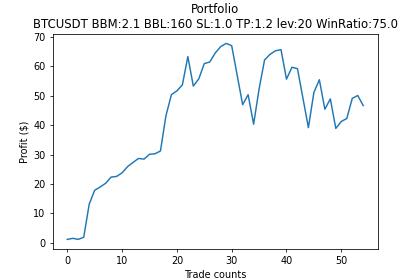 Portfolio
BTCUSDT BBM:2.1 BBL:160 SL:1.0 TP:1.2 lev:20 WinRatio:75.0
70
60
50
40
30
20
10
0
Profit ($)
0 10 20 30 40 50
Trade counts